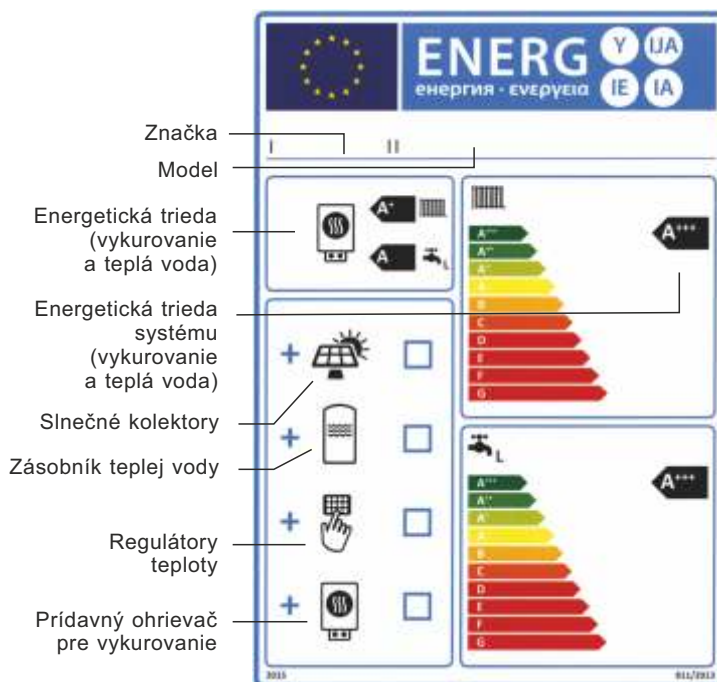 ENERG
енергия · ενεργεια
Y IJA
IE IA
Značka
I II
Model
Energetická trieda
(vykurovanie
a teplá voda)
A+
A
L
Energetická trieda
systému
(vykurovanie
a teplá voda)
Slnečné kolektory
Zásobník teplej vody
Regulátory
teploty
Prídavný ohrievač
pre vykurovanie
+
+
+
+
A+++
A++
A+
A
B
C
D
E
F
G
A+++
L
A+++
A++
A+
A
B
C
D
E
F
G
A+++
2015
811/2013